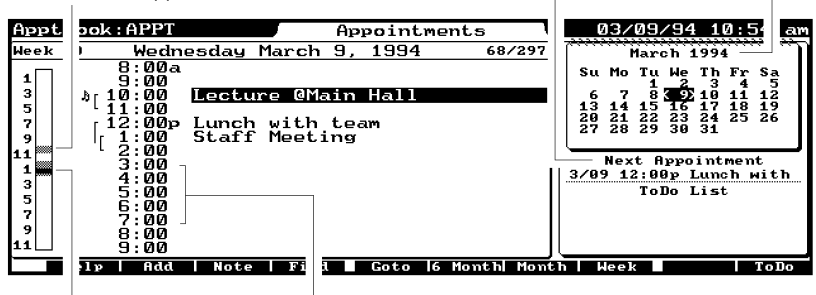 Appt ook:APPT Appointments 03/09/94 10:54 am
Week Wednesday March 9, 1994 68/297
8:00a
9:00
10:00 Lecture @Main Hall
11:00
12:00p Lunch with team
1:00 Staff Meeting
2:00
3:00
4:00
5:00
6:00
7:00
8:00
9:00
1
3
5
7
9
11
1
3
5
7
9
11
March 1994
Su Mo Tu We Th Fr Sa
1 2 3 4 5
6 7 8 9 10 11 12
13 14 15 16 17 18 19
20 21 22 23 24 25 26
27 28 29 30 31
Next Appointment
3/09 12:00p Lunch with
ToDo List
elp Add Note Fi d Goto 6 Month Month Week ToDo